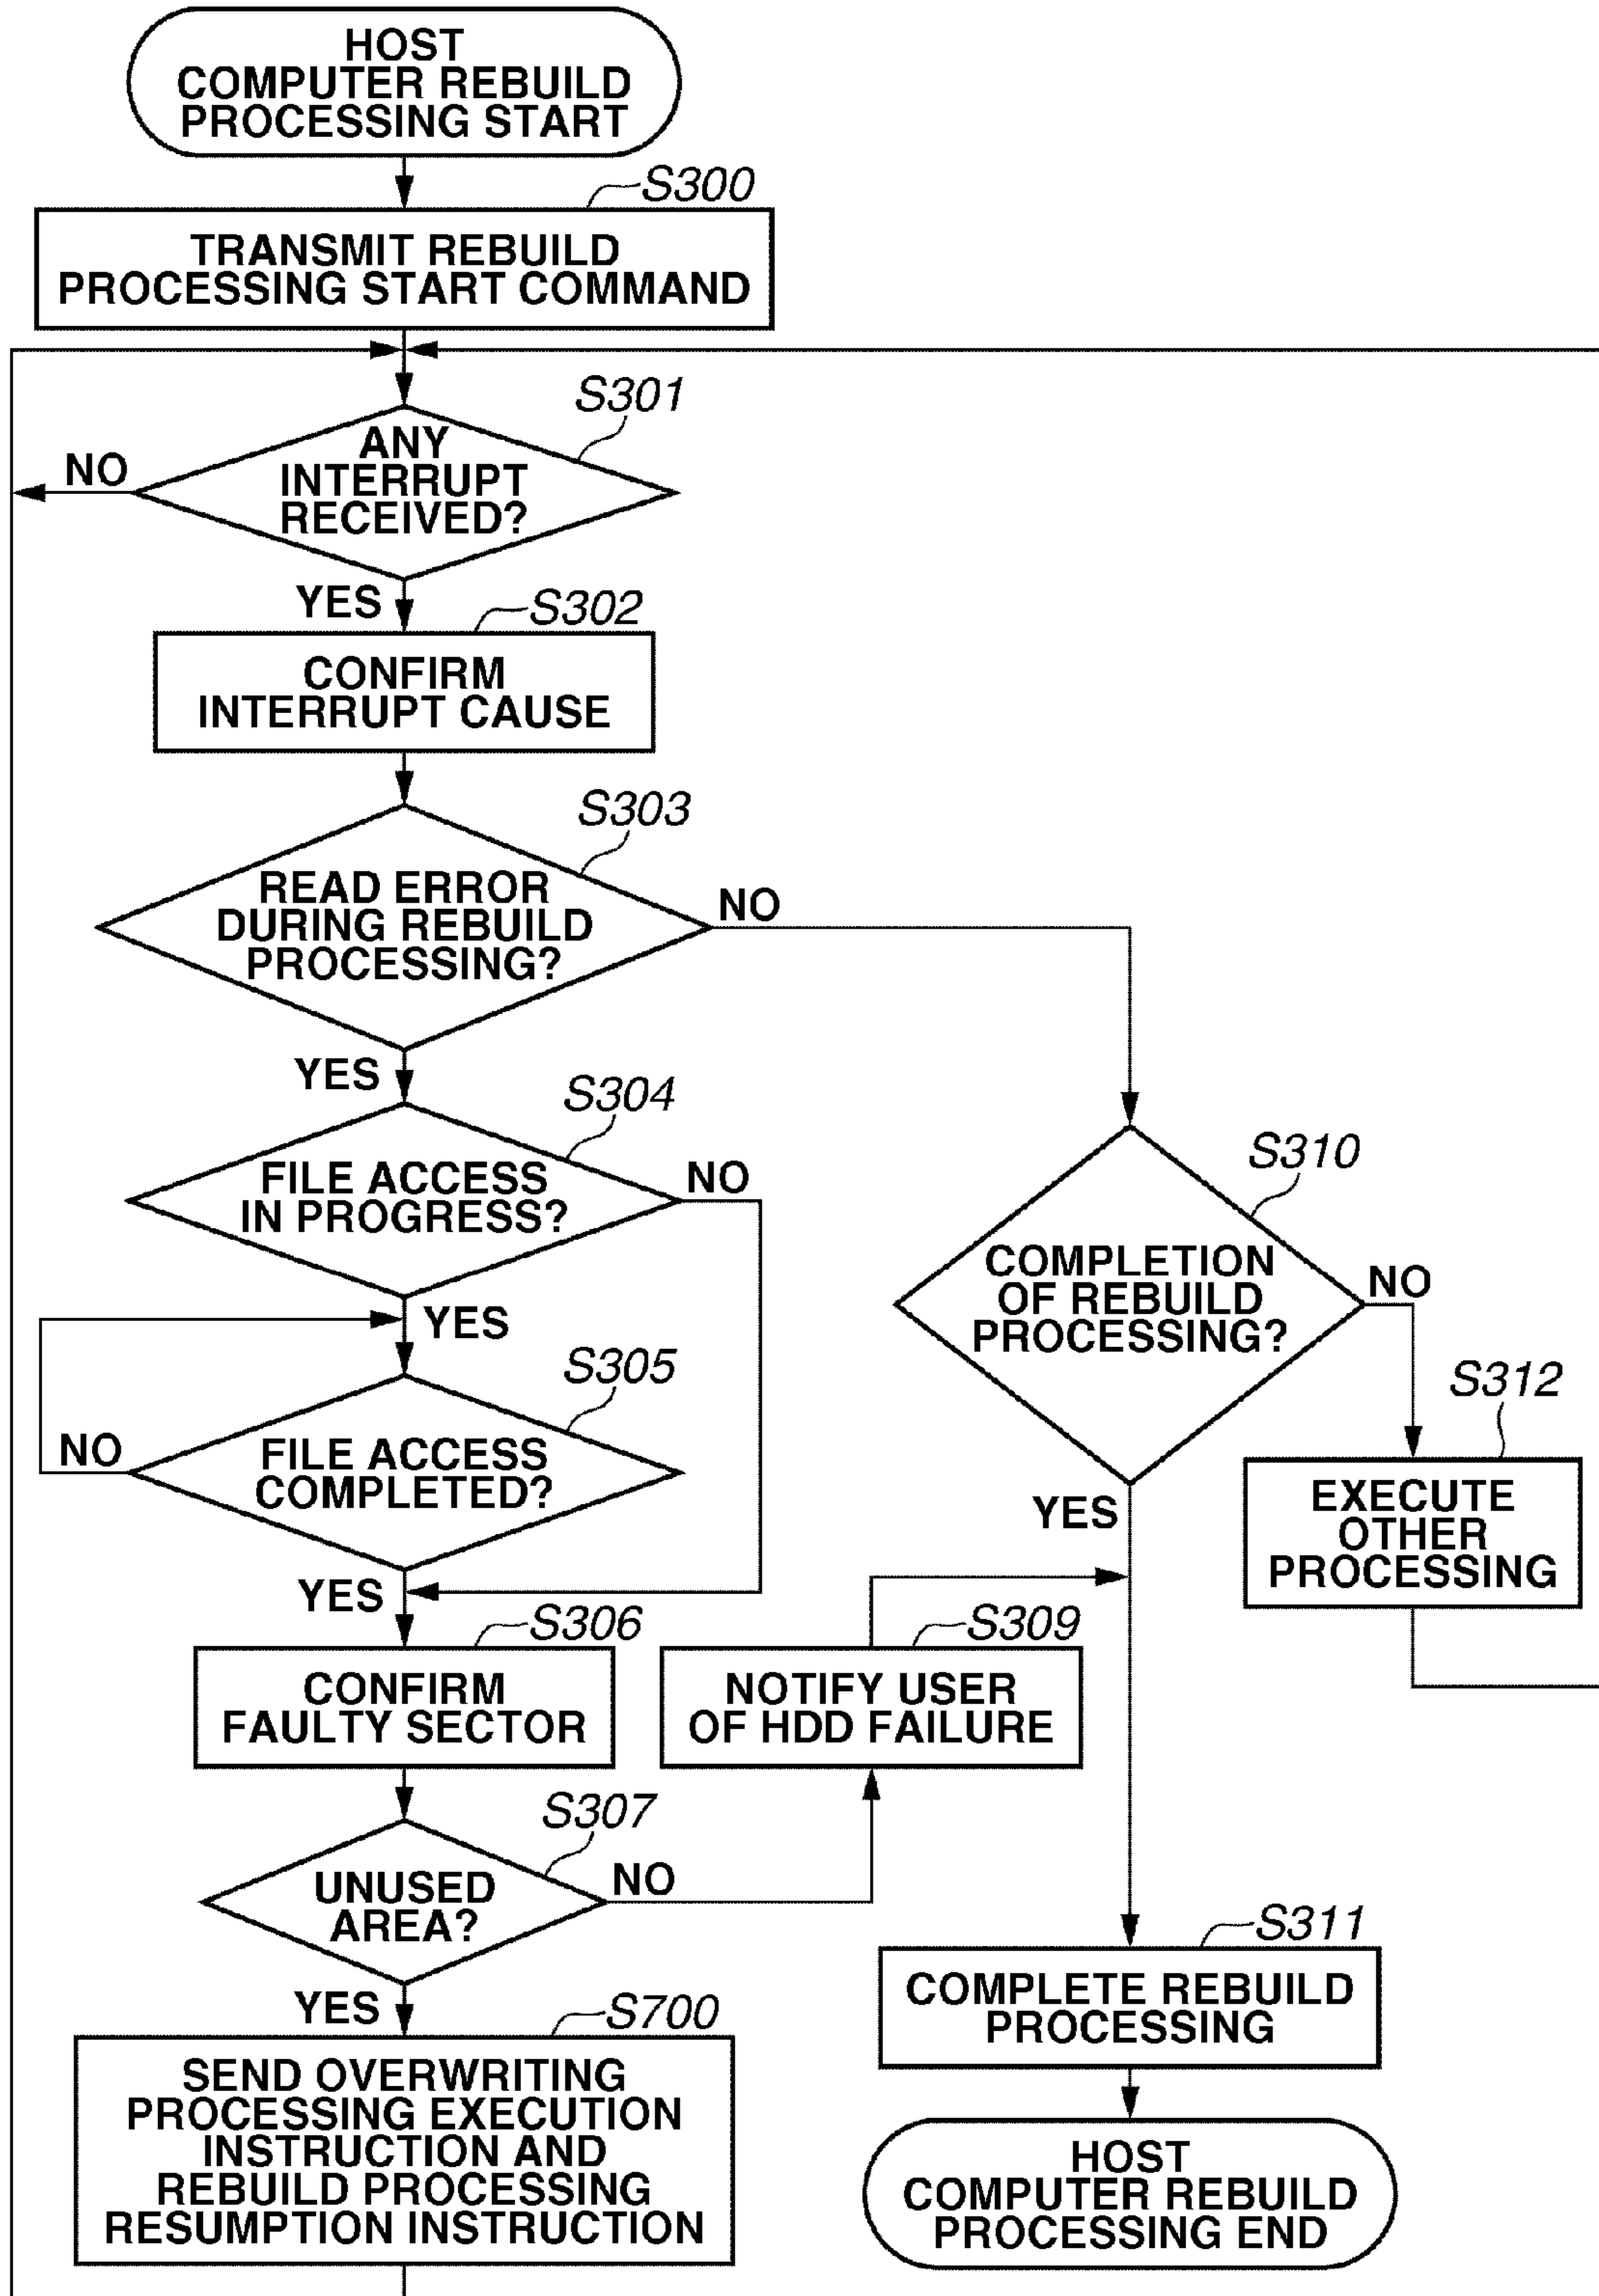 HOST
COMPUTER REBUILD
PROCESSING START
S300
TRANSMIT REBUILD
PROCESSING START COMMAND
S301
ANY
INTERRUPT
RECEIVED?
NO
YES
S302
CONFIRM
INTERRUPT CAUSE
S303
READ ERROR
DURING REBUILD
PROCESSING?
NO
YES
S304
FILE ACCESS
IN PROGRESS?
NO
YES
S305
FILE ACCESS
COMPLETED?
NO
YES
S306
CONFIRM
FAULTY SECTOR
S307
UNUSED
AREA?
NO
YES
S700
SEND OVERWRITING
PROCESSING EXECUTION
INSTRUCTION AND
REBUILD PROCESSING
RESUMPTION INSTRUCTION
S309
NOTIFY USER
OF HDD FAILURE
S310
COMPLETION
OF REBUILD
PROCESSING?
NO
YES
S312
EXECUTE
OTHER
PROCESSING
S311
COMPLETE REBUILD
PROCESSING
HOST
COMPUTER REBUILD
PROCESSING END